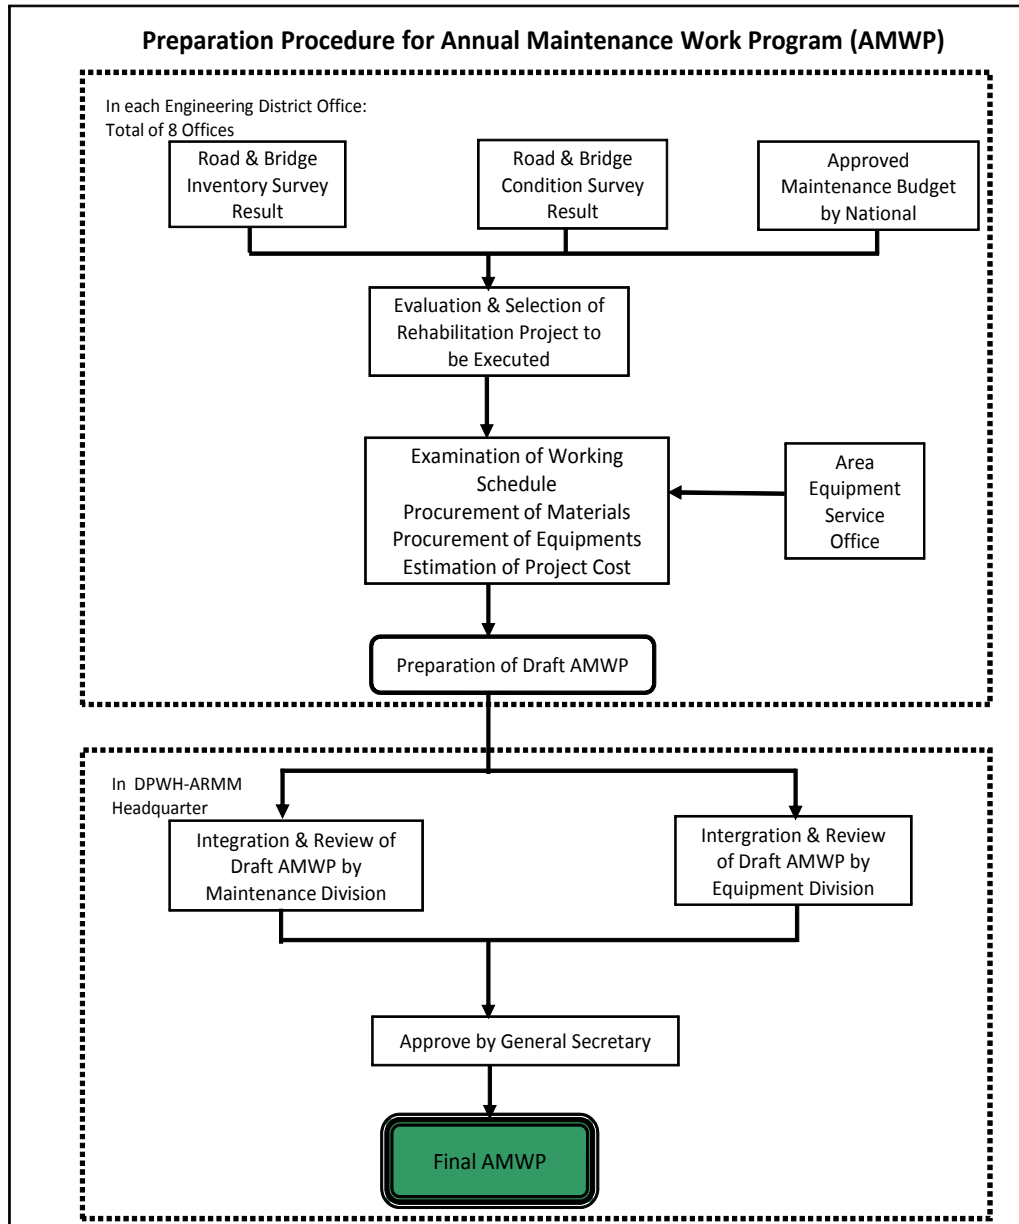 Preparation Procedure for Annual Maintenance Work Program (AMWP)
In each Engineering District Office:
Total of 8 Offices
Road & Bridge
Inventory Survey
Result
Road & Bridge
Condition Survey
Result
Approved
Maintenance Budget
by National
Evaluation & Selection of
Rehabilitation Project to
be Executed
Examination of Working
Schedule
Procurement of Materials
Procurement of Equipments
Estimation of Project Cost
Area
Equipment
Service
Office
Preparation of Draft AMWP
In DPWH-ARMM
Headquarter
Integration & Review of
Draft AMWP by
Maintenance Division
Intergration & Review
of Draft AMWP by
Equipment Division
Approve by General Secretary
Final AMWP